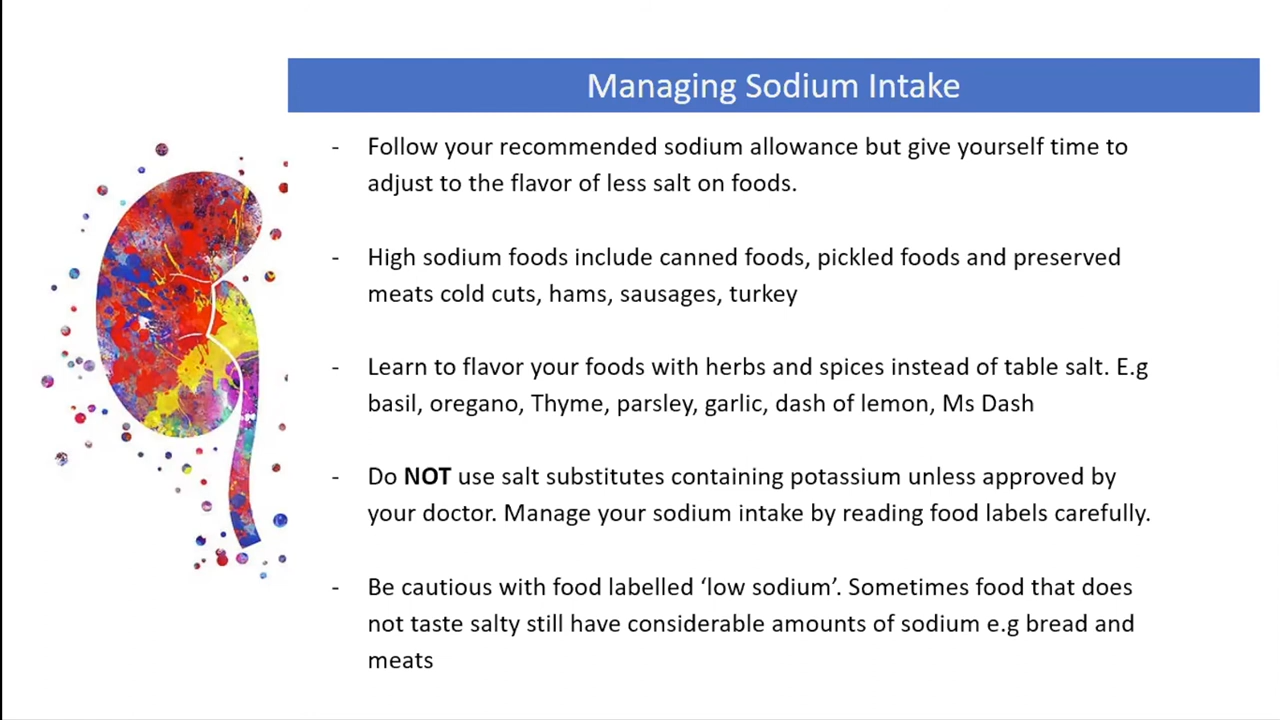 Managing Sodium Intake
- Follow your recommended sodium allowance but give yourself time to
adjust to the flavor of less salt on foods.
- High sodium foods include canned foods, pickled foods and preserved
meats cold cuts, hams, sausages, turkey
- Learn to flavor your foods with herbs and spices instead of table salt. E.g
basil, oregano, Thyme, parsley, garlic, dash of lemon, Ms Dash
- Do NOT use salt substitutes containing potassium unless approved by
your doctor. Manage your sodium intake by reading food labels carefully.
- Be cautious with food labelled ‘low sodium’. Sometimes food that does
not taste salty still have considerable amounts of sodium e.g bread and
meats